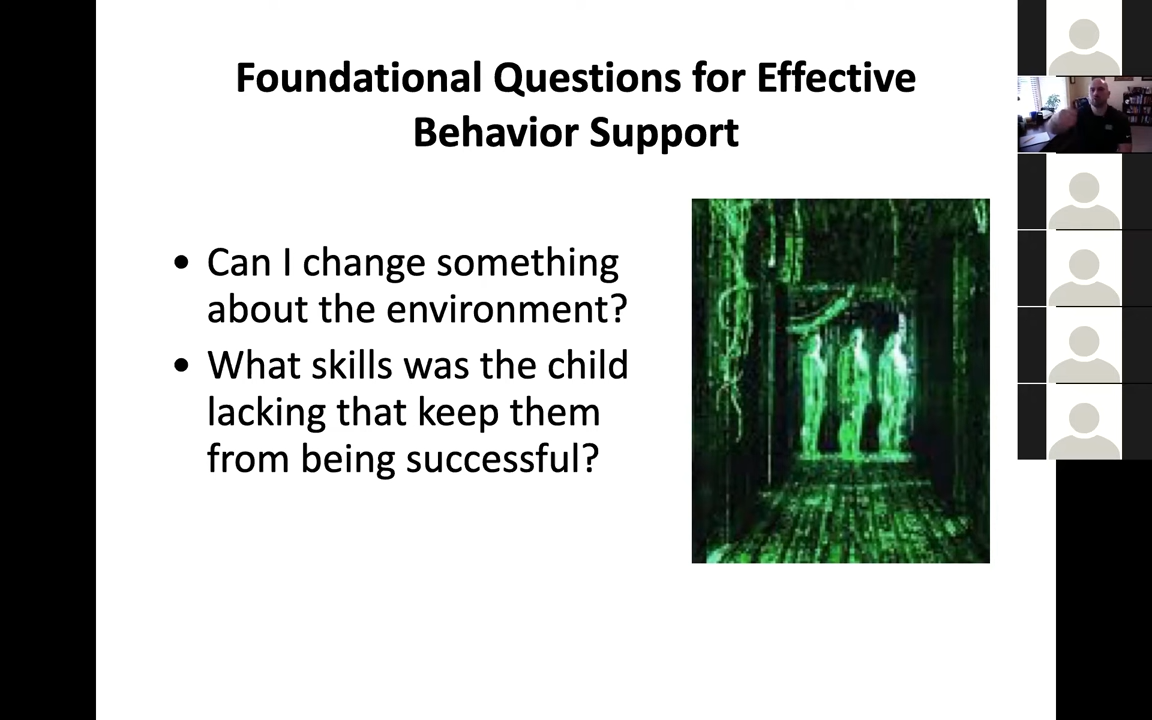 Foundational Questions for Effective
Behavior Support
• Can I change something
about the environment?
• What skills was the child
lacking that keep them
from being successful?